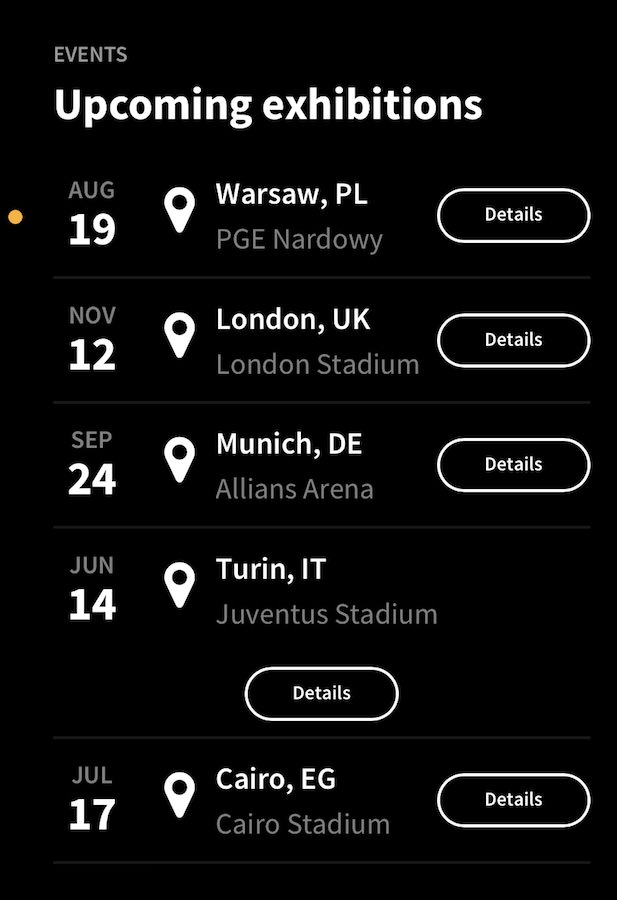 EVENTS
Upcoming exhibitions
AUG
19
Warsaw, PL
PGE Nardowy
Details
NOV
12
London, UK
London Stadium
Details
SEP
24
Munich, DE
Allians Arena
Details
JUN
14
Turin, IT
Juventus Stadium
Details
JUL
17
Cairo, EG
Cairo Stadium
Details